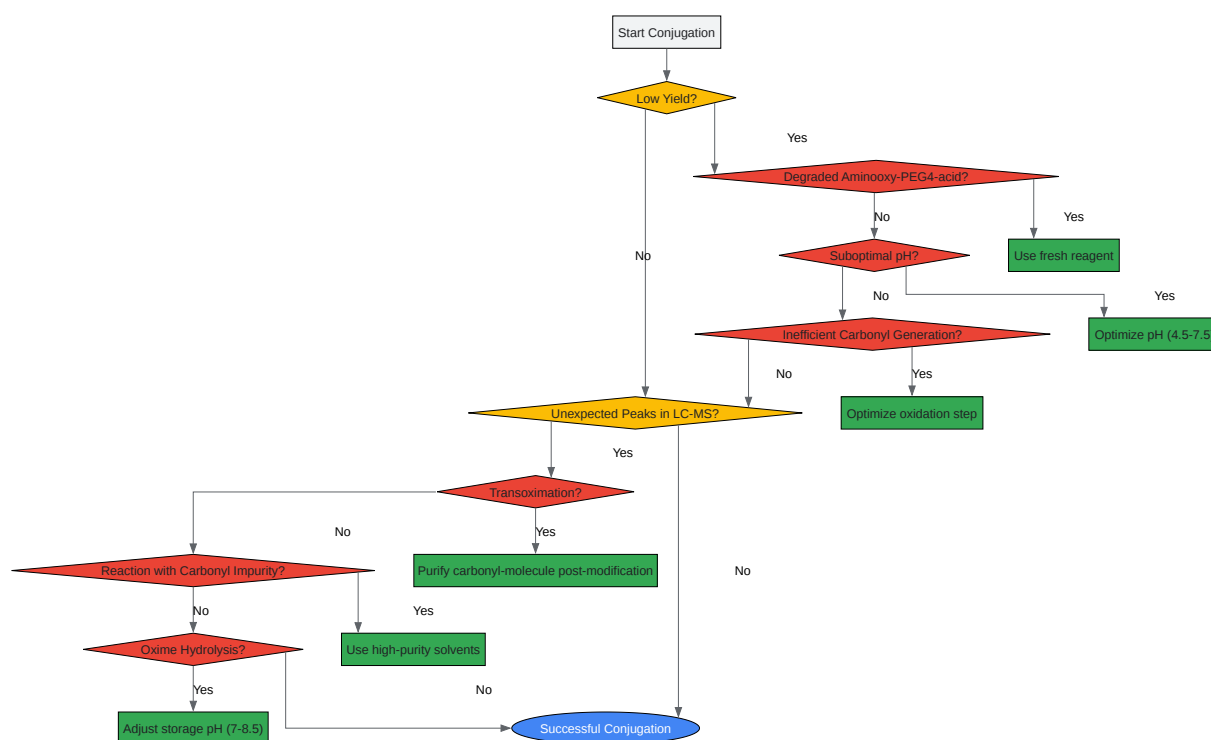 Start Conjugation
Low Yield?
Yes
Degraded Aminooxy-PEG4-acid?
No
Yes
No
Suboptimal pH?
Use fresh reagent
No
Yes
Inefficient Carbonyl Generation?
Optimize pH (4.5-7.5
No
Yes
Unexpected Peaks in LC-MS?
Optimize oxidation step
Yes
Transoximation?
No
Yes
Reaction with Carbonyl Impurity?
Purify carbonyl-molecule post-modification
No
No
Yes
Oxime Hydrolysis?
Use high-purity solvents
Yes
No
Adjust storage pH (7-8.5)
Successful Conjugation